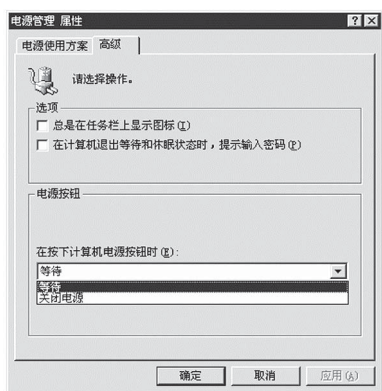 电源管理 属性
电源使用方案 高级
请选择操作。
选项
总是在任务栏上显示图标(I)
在计算机退出等待和休眠状态时，提示输入密码(P)
电源按钮
在按下计算机电源按钮时(E):
等待
等待
关闭电源
确定 取消 应用(A)